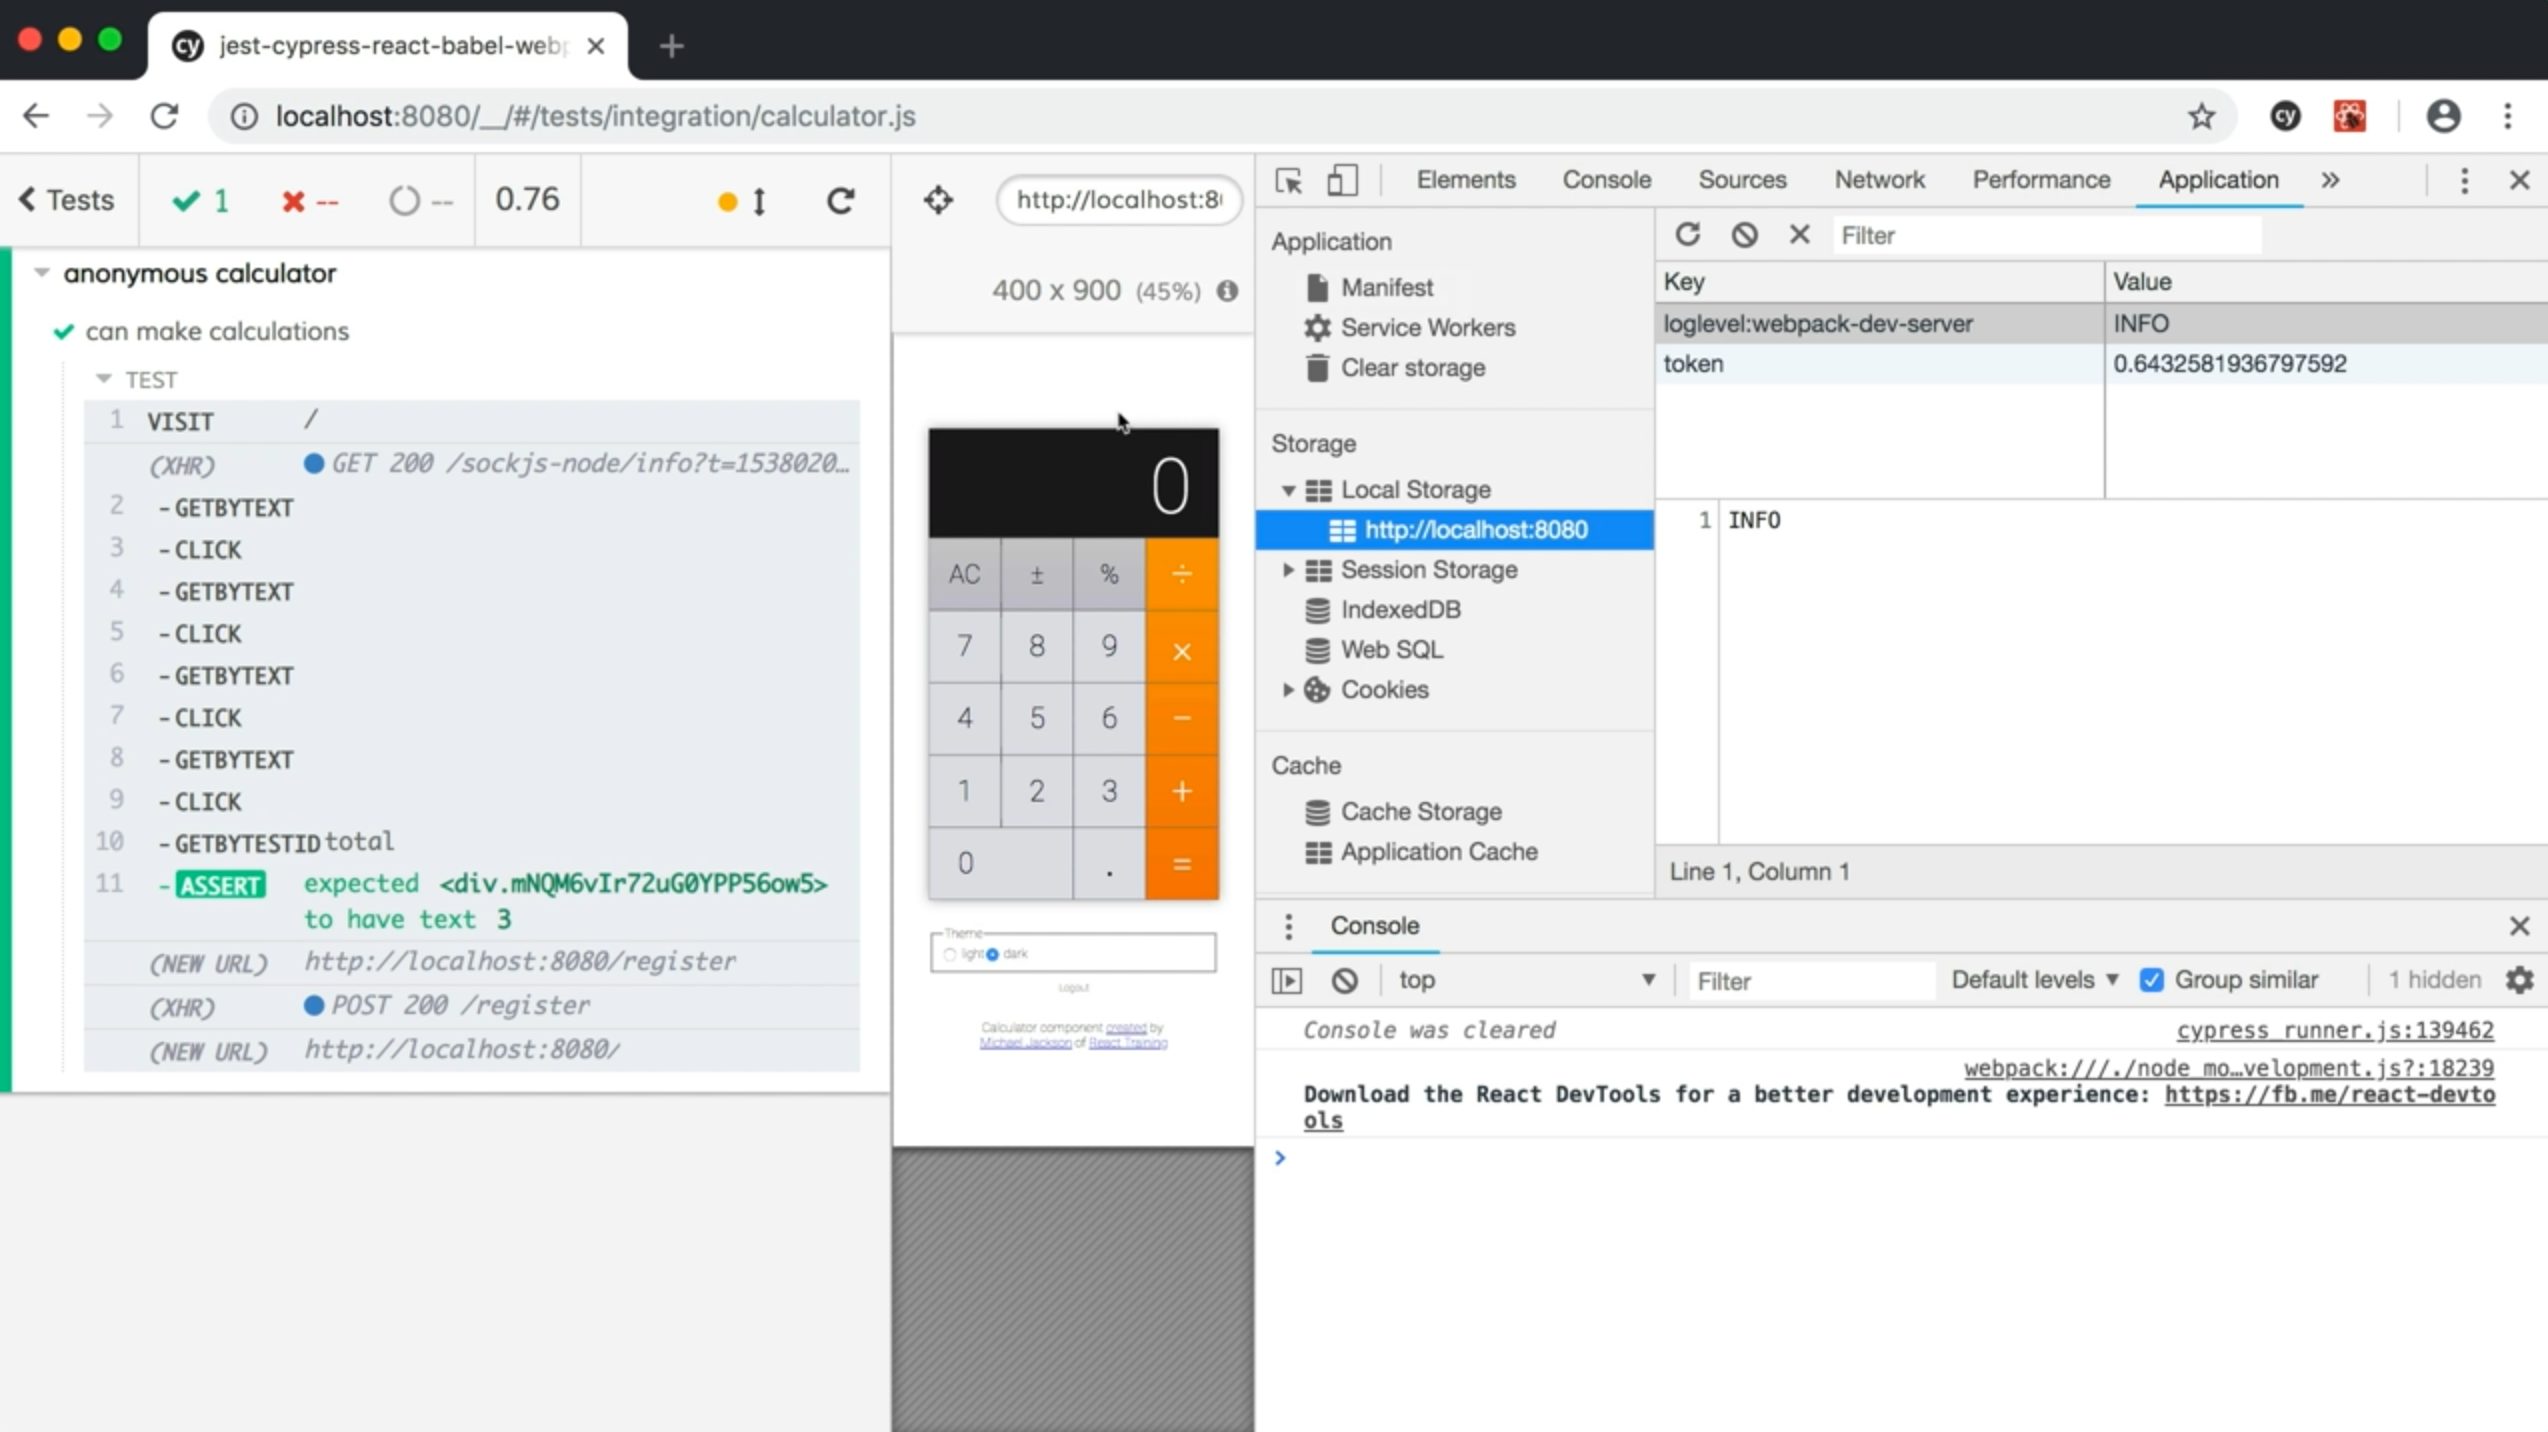 jest-cypress-react-babel-webp
localhost:8080/__/#/tests/integration/calculator.js
Tests
1
--
--
0.76
anonymous calculator
can make calculations
TEST
1 VISIT /
(XHR) GET 200 /sockjs-node/info?t=1538020…
2 -GETBYTEXT
3 -CLICK
4 -GETBYTEXT
5 -CLICK
6 -GETBYTEXT
7 -CLICK
8 -GETBYTEXT
9 -CLICK
10 -GETBYTESTID total
11 -ASSERT expected <div.mNQM6vIr72uG0YPP56ow5>
to have text 3
(NEW URL) http://localhost:8080/register
(XHR) POST 200 /register
(NEW URL) http://localhost:8080/
http://localhost:8
400 x 900 (45%)
0
AC ± % ÷
7 8 9 ×
4 5 6 −
1 2 3 +
0 . =
Theme
light dark
Logout
Calculator component created by
Michael Jackson of React Training
Elements Console Sources Network Performance Application »
Application
Manifest
Service Workers
Clear storage
Storage
Local Storage
http://localhost:8080
Session Storage
IndexedDB
Web SQL
Cookies
Cache
Cache Storage
Application Cache
Filter
Key Value
loglevel:webpack-dev-server INFO
token 0.6432581936797592
1 INFO
Line 1, Column 1
Console
top Filter Default levels Group similar 1 hidden
Console was cleared cypress_runner.js:139462
webpack:///./node_mo…velopment.js?:18239
Download the React DevTools for a better development experience: https://fb.me/react-devto
ols